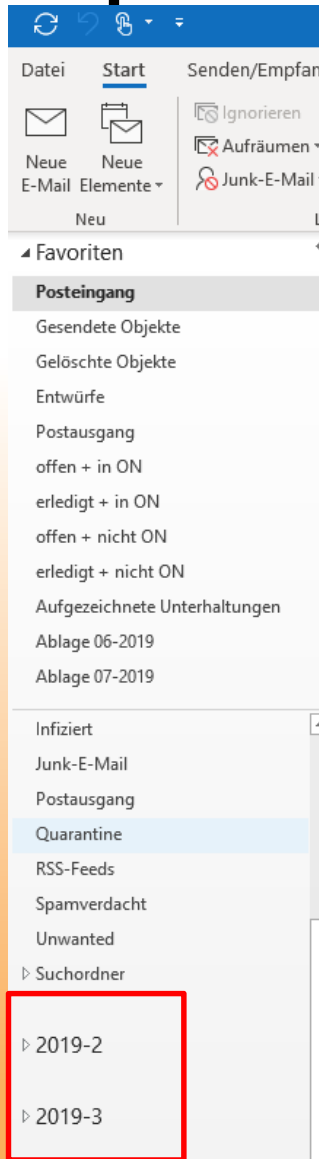 Datei Start Senden/Empfan
Ignorieren
Aufräumen
Junk-E-Mail
Neue Neue
E-Mail Elemente
Neu L
Favoriten
Posteingang
Gesendete Objekte
Gelöschte Objekte
Entwürfe
Postausgang
offen + in ON
erledigt + in ON
offen + nicht ON
erledigt + nicht ON
Aufgezeichnete Unterhaltungen
Ablage 06-2019
Ablage 07-2019
Infiziert
Junk-E-Mail
Postausgang
Quarantine
RSS-Feeds
Spamverdacht
Unwanted
Suchordner
2019-2
2019-3